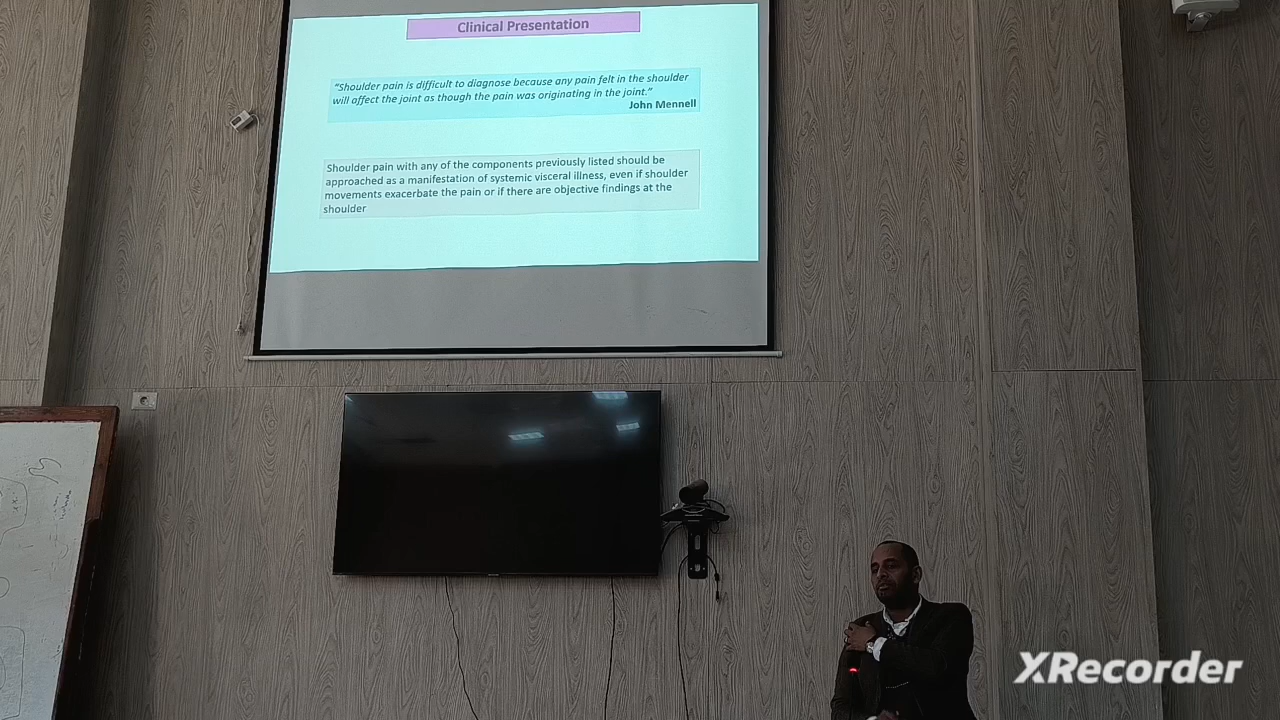 Clinical Presentation
"Shoulder pain is difficult to diagnose because any pain felt in the shoulder
will affect the joint as though the pain was originating in the joint."
John Mennell
Shoulder pain with any of the components previously listed should be
approached as a manifestation of systemic visceral illness, even if shoulder
movements exacerbate the pain or if there are objective findings at the
shoulder
XRecorder